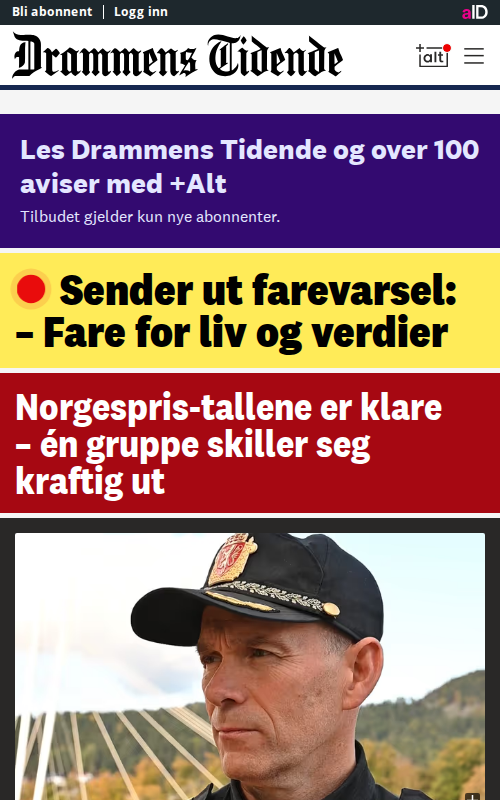 Bli abonnent | Logg inn
aID
Drammens Tidende
+alt
Les Drammens Tidende og over 100
aviser med +Alt
Tilbudet gjelder kun nye abonnenter.
Sender ut farevarsel:
– Fare for liv og verdier
Norgespris-tallene er klare
– én gruppe skiller seg
kraftig ut